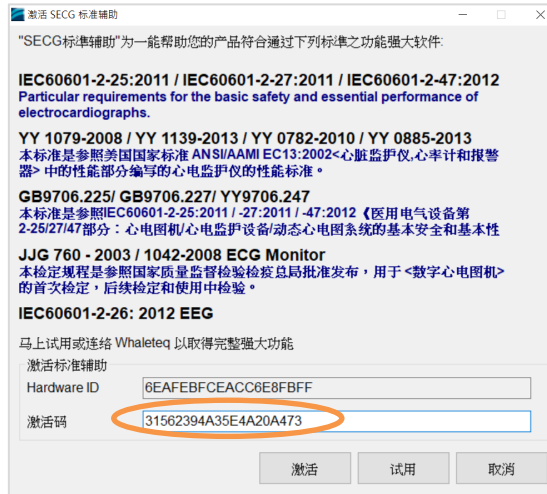 激活 SECG 标准辅助
"SECG标準辅助"为一能帮助您的产品符合通过下列标准之功能强大软件:
IEC60601-2-25:2011 / IEC60601-2-27:2011 / IEC60601-2-47:2012
Particular requirements for the basic safety and essential performance of
electrocardiographs.
YY 1079-2008 / YY 1139-2013 / YY 0782-2010 / YY 0885-2013
本标准是参照美国国家标准 ANSI/AAMI EC13:2002<心脏监护仪,心率计和报警
器> 中的性能部分编写的心电监护仪的性能标准。
GB9706.225/ GB9706.227/ YY9706.247
本标准是参照IEC60601-2-25:2011 / -27:2011 / -47:2012《医用电气设备第
2-25/27/47部分：心电图机/心电监护设备/动态心电图系统的基本安全和基本性
JJG 760 - 2003 / 1042-2008 ECG Monitor
本检定规程是参照国家质量监督检验检疫总局批准发布，用于 <数字心电图机>
的首次检定，后续检定和使用中检验。
IEC60601-2-26: 2012 EEG
马上试用或连络 Whaleteq 以取得完整强大功能
激活标准辅助
Hardware ID 6EAFEBFCEACC6E8FBFF
激活码 31562394A35E4A20A473
激活 试用 取消